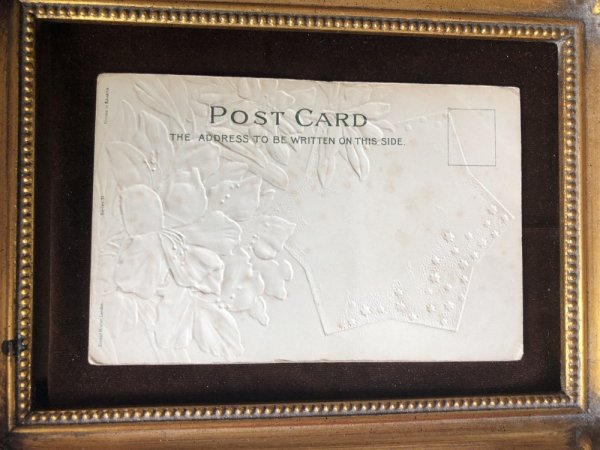 POST CARD
THE ADDRESS TO BE WRITTEN ON THIS SIDE.